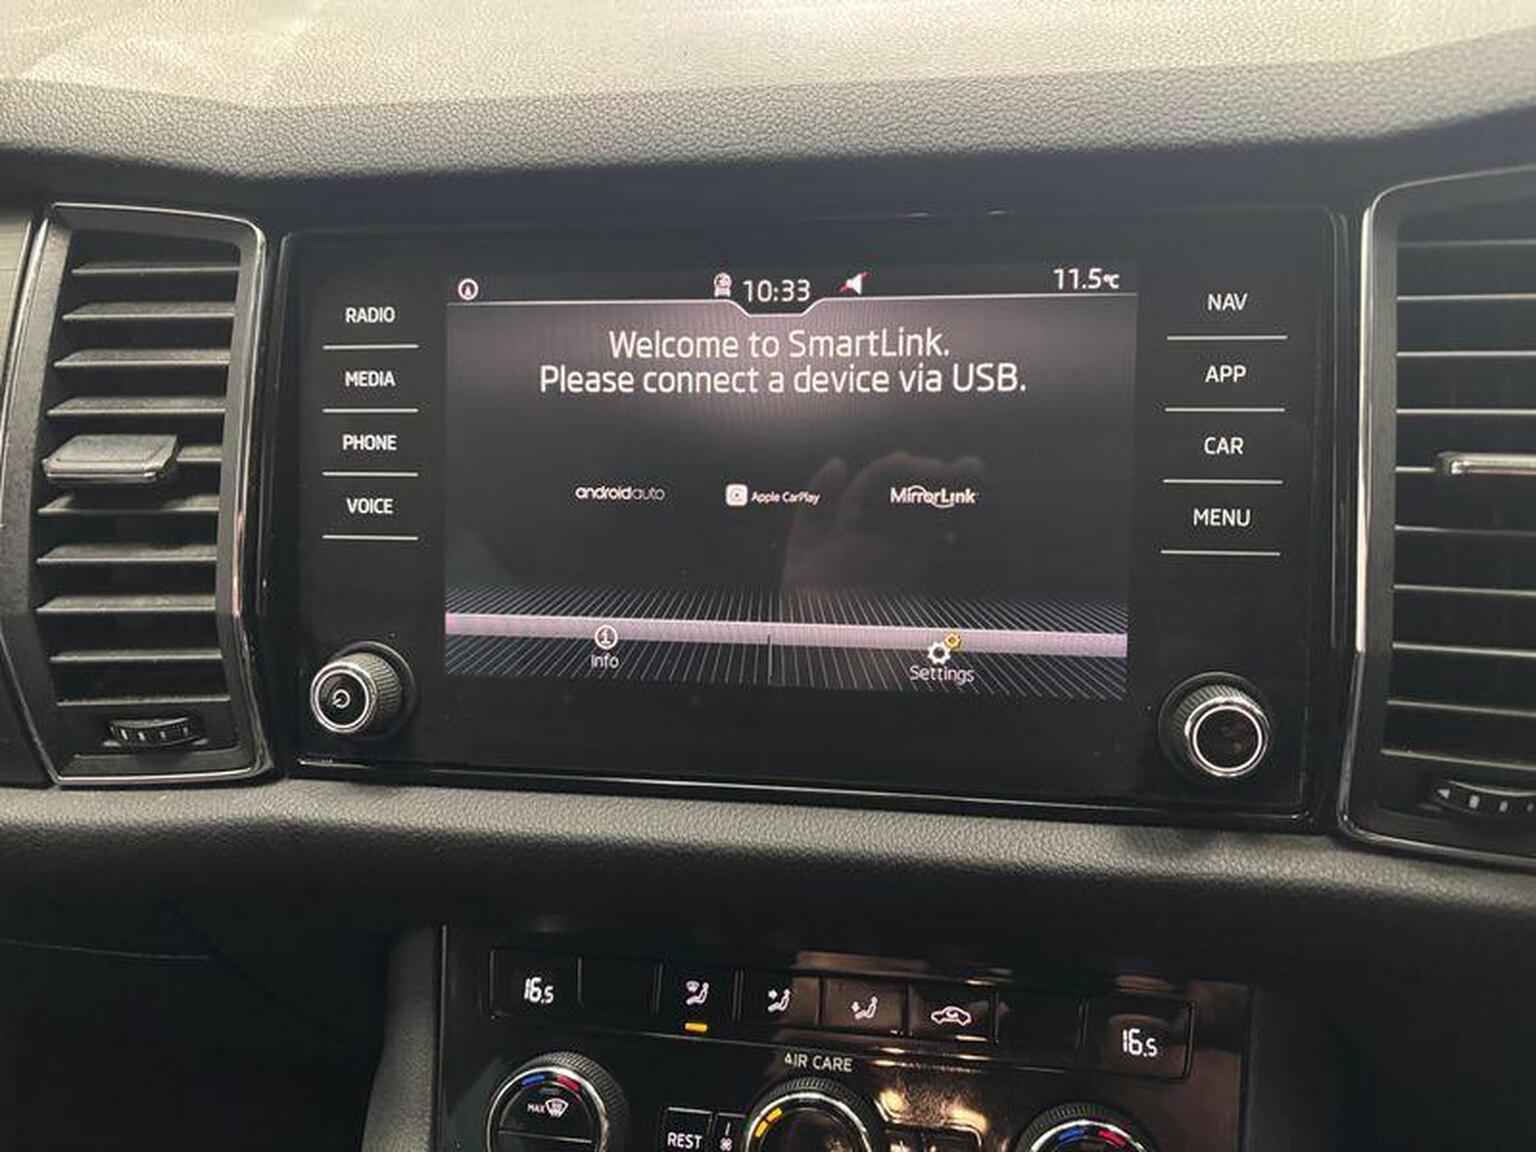 10:33
11.5°C
Welcome to SmartLink.
Please connect a device via USB.
androidauto
Apple CarPlay
MirrorLink
Info
Settings
RADIO
MEDIA
PHONE
VOICE
NAV
APP
CAR
MENU
16.5
16.5
AIR CARE
MAX
REST